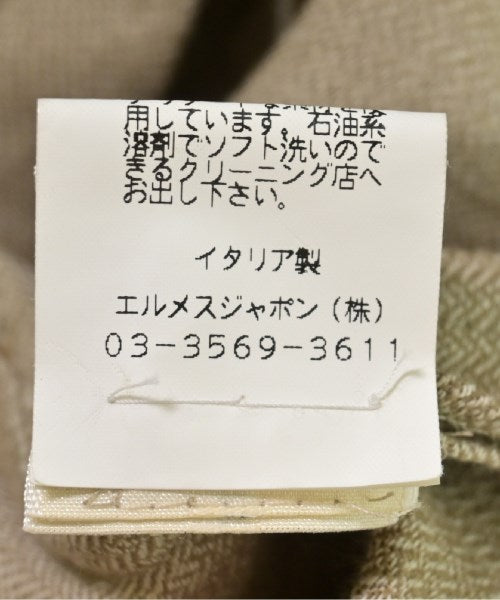 用しています。石油系
溶剤でソフト洗いので
きるクリーニング店へ
お出し下さい。
イタリア製
エルメスジャポン(株)
03-3569-3611